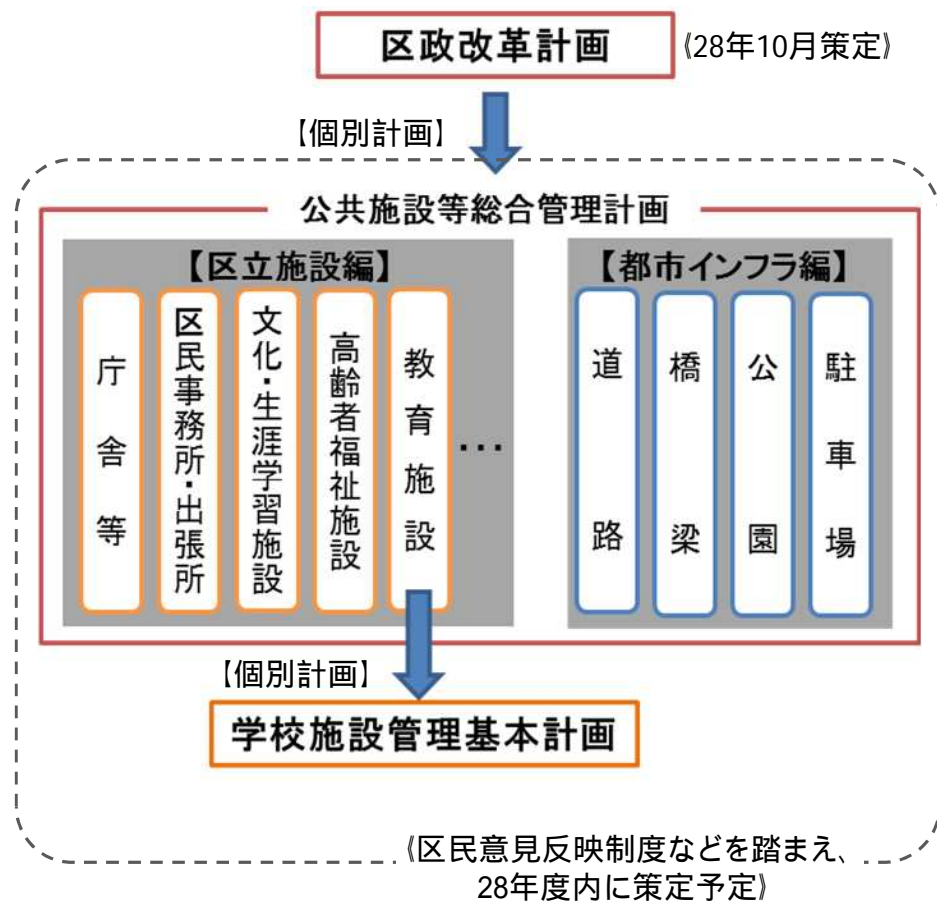 区政改革計画
《28年10月策定》
【個別計画】
公共施設等総合管理計画
【区立施設編】
庁舎等
区民事務所・出張所
文化・生涯学習施設
高齢者福祉施設
教育施設
…
【都市インフラ編】
道路
橋梁
公園
駐車場
【個別計画】
学校施設管理基本計画
《区民意見反映制度などを踏まえ、
28年度内に策定予定》